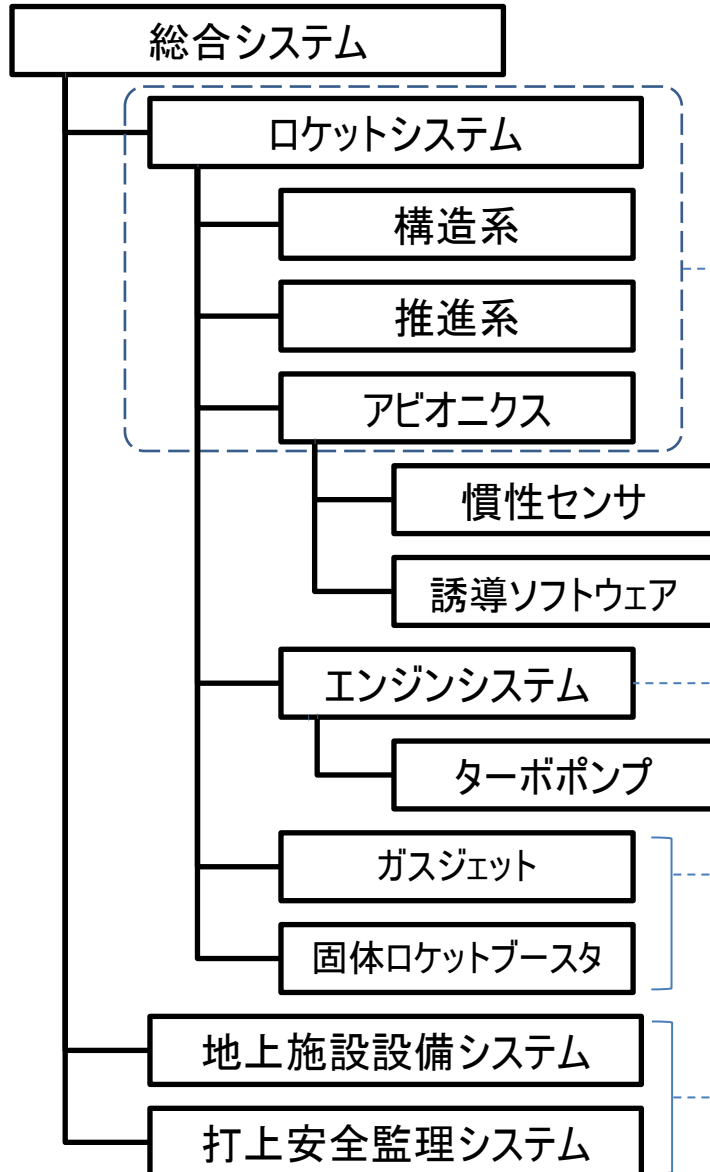 総合システム
ロケットシステム
構造系
推進系
アビオニクス
慣性センサ
誘導ソフトウェア
エンジンシステム
ターボポンプ
ガスジェット
固体ロケットブースタ
地上施設設備システム
打上安全監理システム